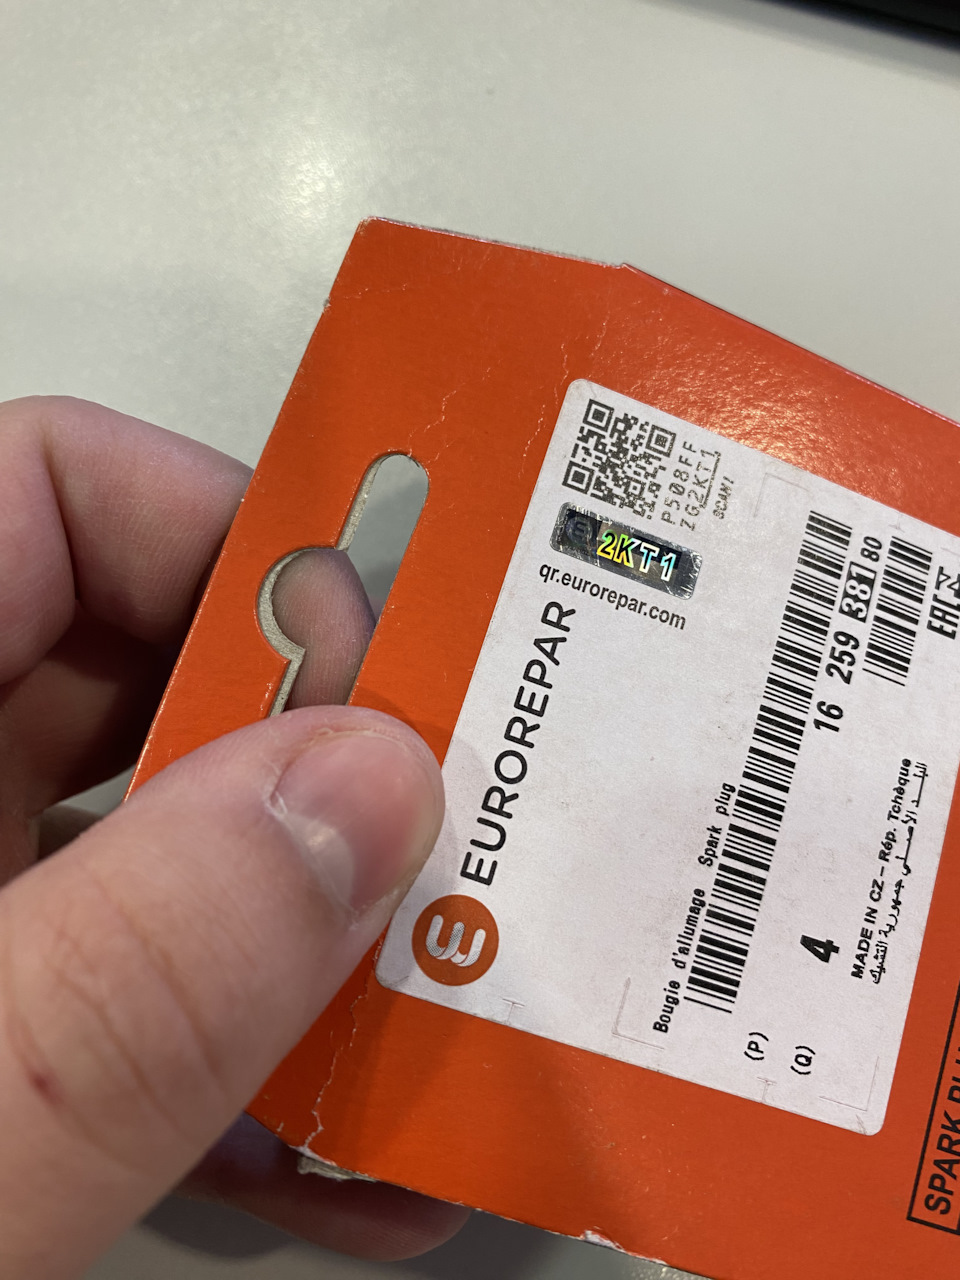 P508FF
ZG2KT1
SCAN!
2KT1
qr.eurorepar.com
EUROREPAR
Bougie d'allumage Spark plug
(P) 16 259 381 80
(Q) 4
MADE IN CZ – Rép. Tchèque
البلد الأصلي جمهورية التشيك
EAC
SPARK